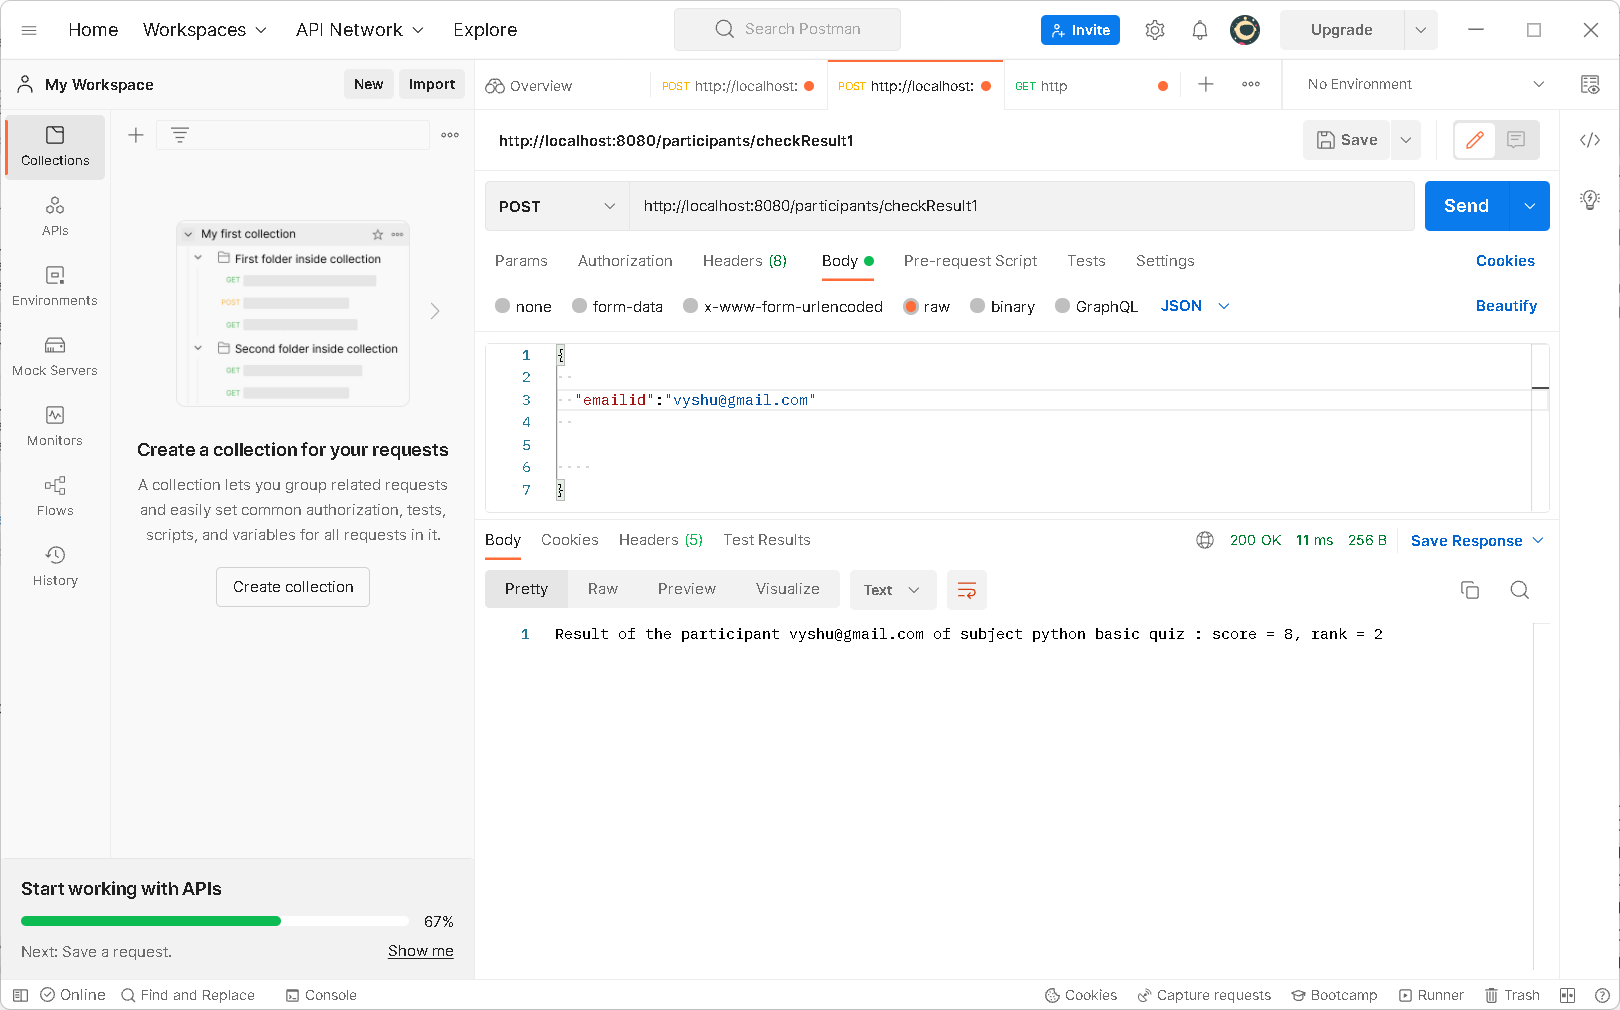 Home Workspaces API Network Explore Search Postman Invite Upgrade
My Workspace New Import
Overview POST http://localhost: POST http://localhost: GET http No Environment
Collections
APIs
Environments
Mock Servers
Monitors
Flows
History
My first collection
First folder inside collection
GET
POST
GET
Second folder inside collection
GET
GET
Create a collection for your requests
A collection lets you group related requests
and easily set common authorization, tests,
scripts, and variables for all requests in it.
Create collection
Start working with APIs
67%
Next: Save a request. Show me
http://localhost:8080/participants/checkResult1 Save
POST http://localhost:8080/participants/checkResult1 Send
Params Authorization Headers (8) Body Pre-request Script Tests Settings Cookies
none form-data x-www-form-urlencoded raw binary GraphQL JSON Beautify
1 {
2
3 "emailid":"vyshu@gmail.com"
4
5
6
7 }
Body Cookies Headers (5) Test Results 200 OK 11 ms 256 B Save Response
Pretty Raw Preview Visualize Text
1 Result of the participant vyshu@gmail.com of subject python basic quiz : score = 8, rank = 2
Online Find and Replace Console Cookies Capture requests Bootcamp Runner Trash